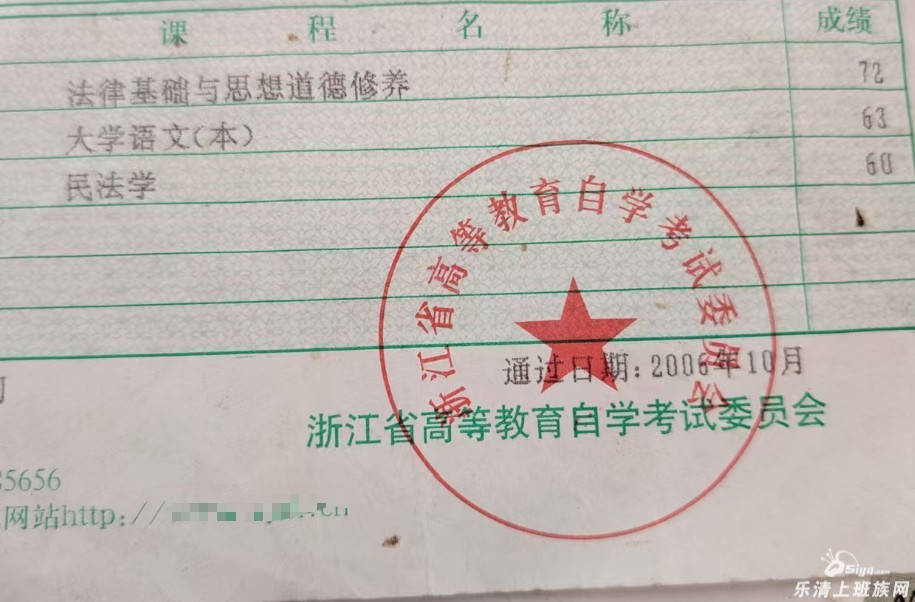 课程名称 成绩
法律基础与思想道德修养 72
大学语文(本) 63
民法学 60
浙江省高等教育自学考试委员会
通过日期:2006年10月
浙江省高等教育自学考试委员会
85656
网站http://
乐清上班族网